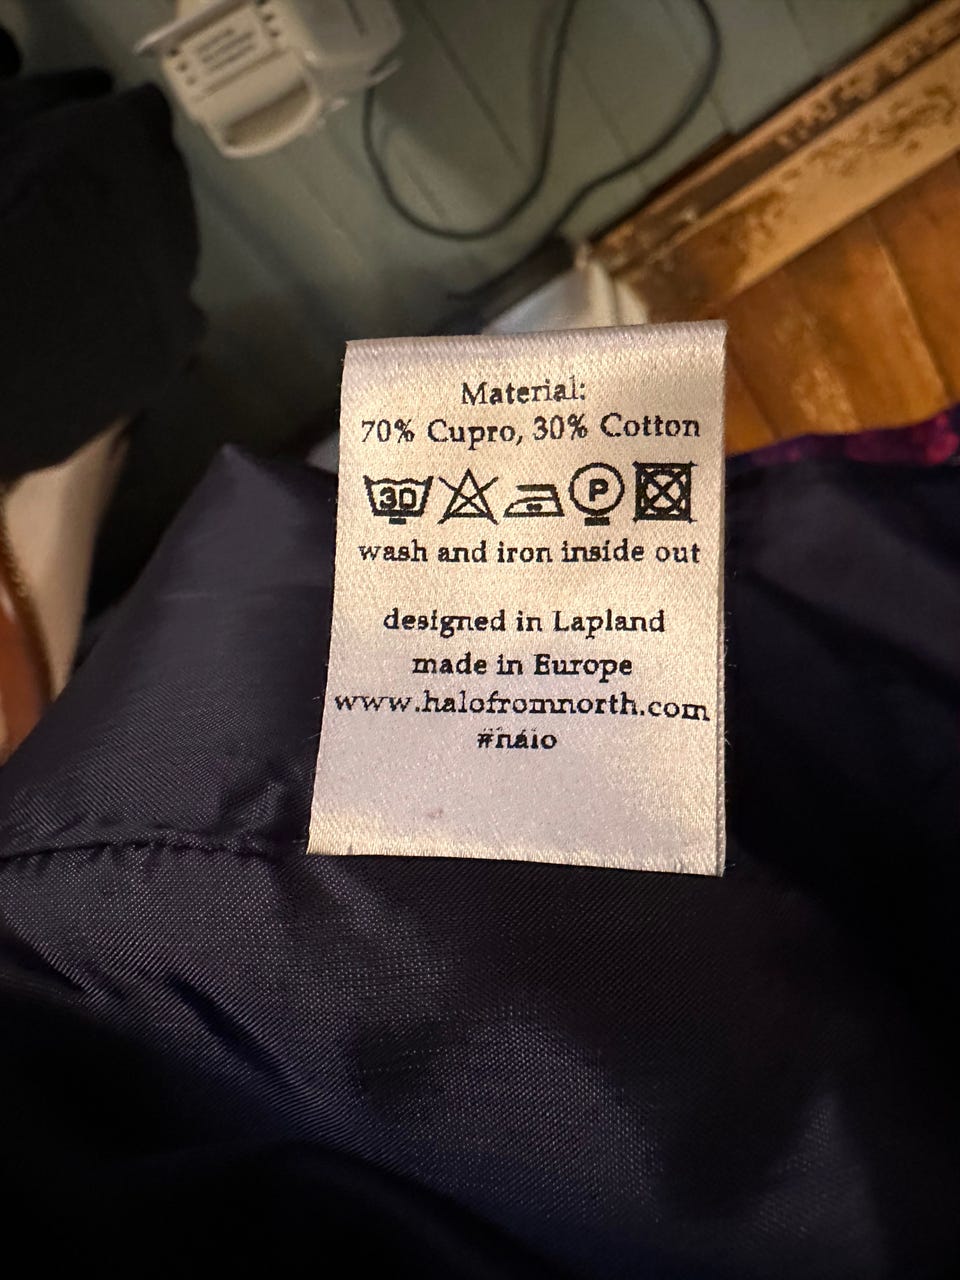 Material:
70% Cupro, 30% Cotton
30 P
wash and iron inside out
designed in Lapland
made in Europe
www.halofromnorth.com